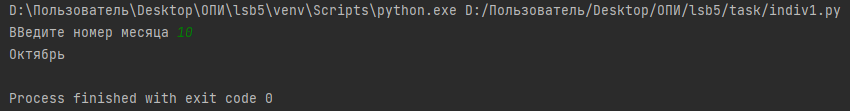 D:\Пользователь\Desktop\ОПИ\lsb5\venv\Scripts\python.exe D:/Пользователь/Desktop/ОПИ/lsb5/task/indiv1.py
ВВедите номер месяца 10
Октябрь
Process finished with exit code 0